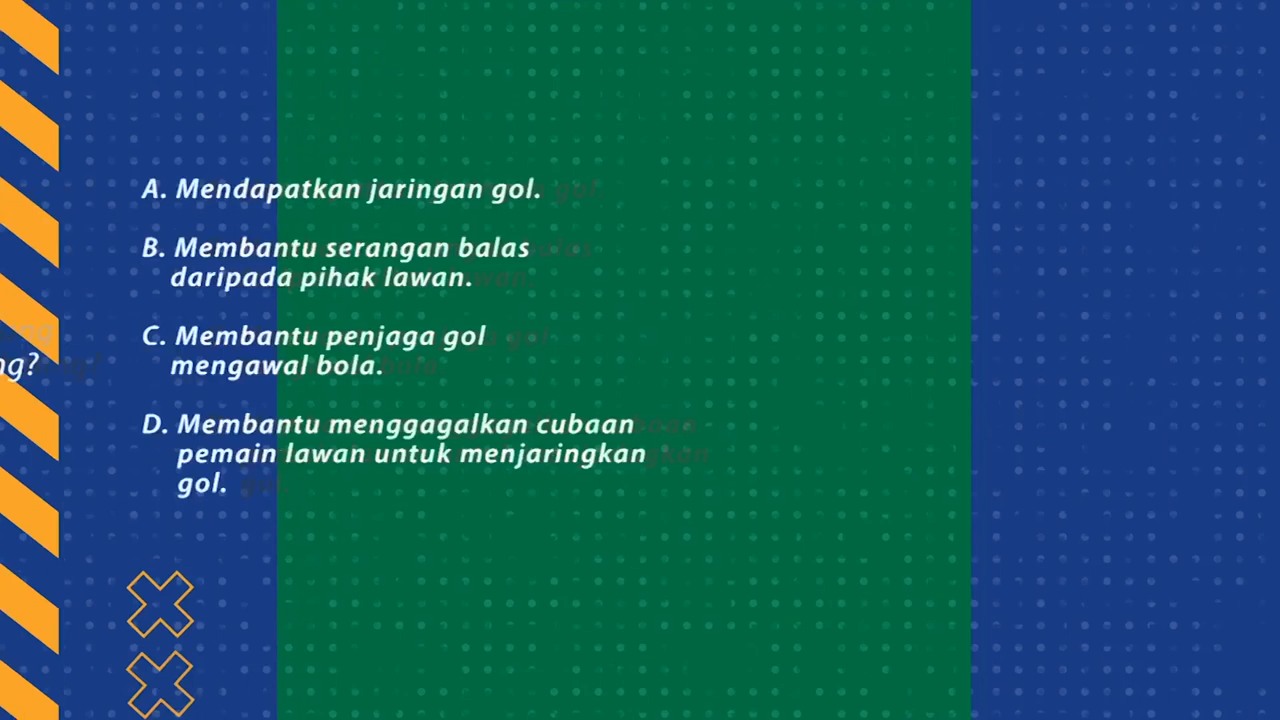 A. Mendapatkan jaringan gol.
B. Membantu serangan balas
daripada pihak lawan.
C. Membantu penjaga gol
ng?
mengawal bola.
D. Membantu menggagalkan cubaan
pemain lawan untuk menjaringkan
gol.